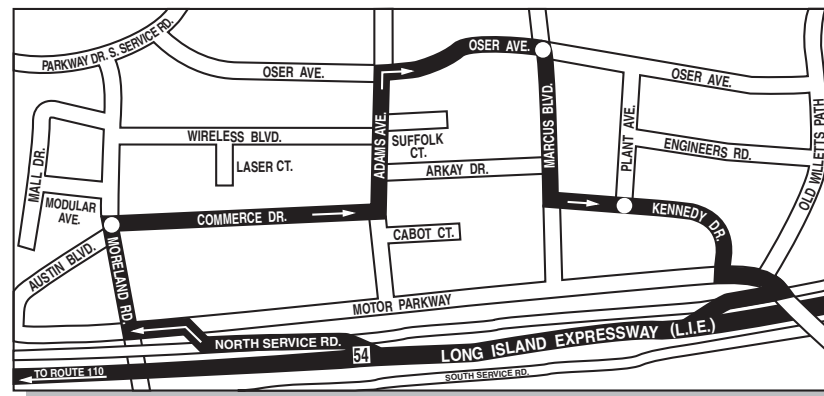 PARKWAY DR. S. SERVICE RD.
OSER AVE.
OSER AVE.
OSER AVE.
WIRELESS BLVD.
LASER CT.
ADAMS AVE.
SUFFOLK
CT.
ARKAY DR.
MARCUS BLVD.
PLANT AVE.
ENGINEERS RD.
OLD WILLETTS PATH
MALL DR.
MODULAR
AVE.
COMMERCE DR.
CABOT CT.
KENNEDY DR.
AUSTIN BLVD.
MORELAND RD.
MOTOR PARKWAY
NORTH SERVICE RD.
54
LONG ISLAND EXPRESSWAY (L.I.E.)
TO ROUTE 110
SOUTH SERVICE RD.